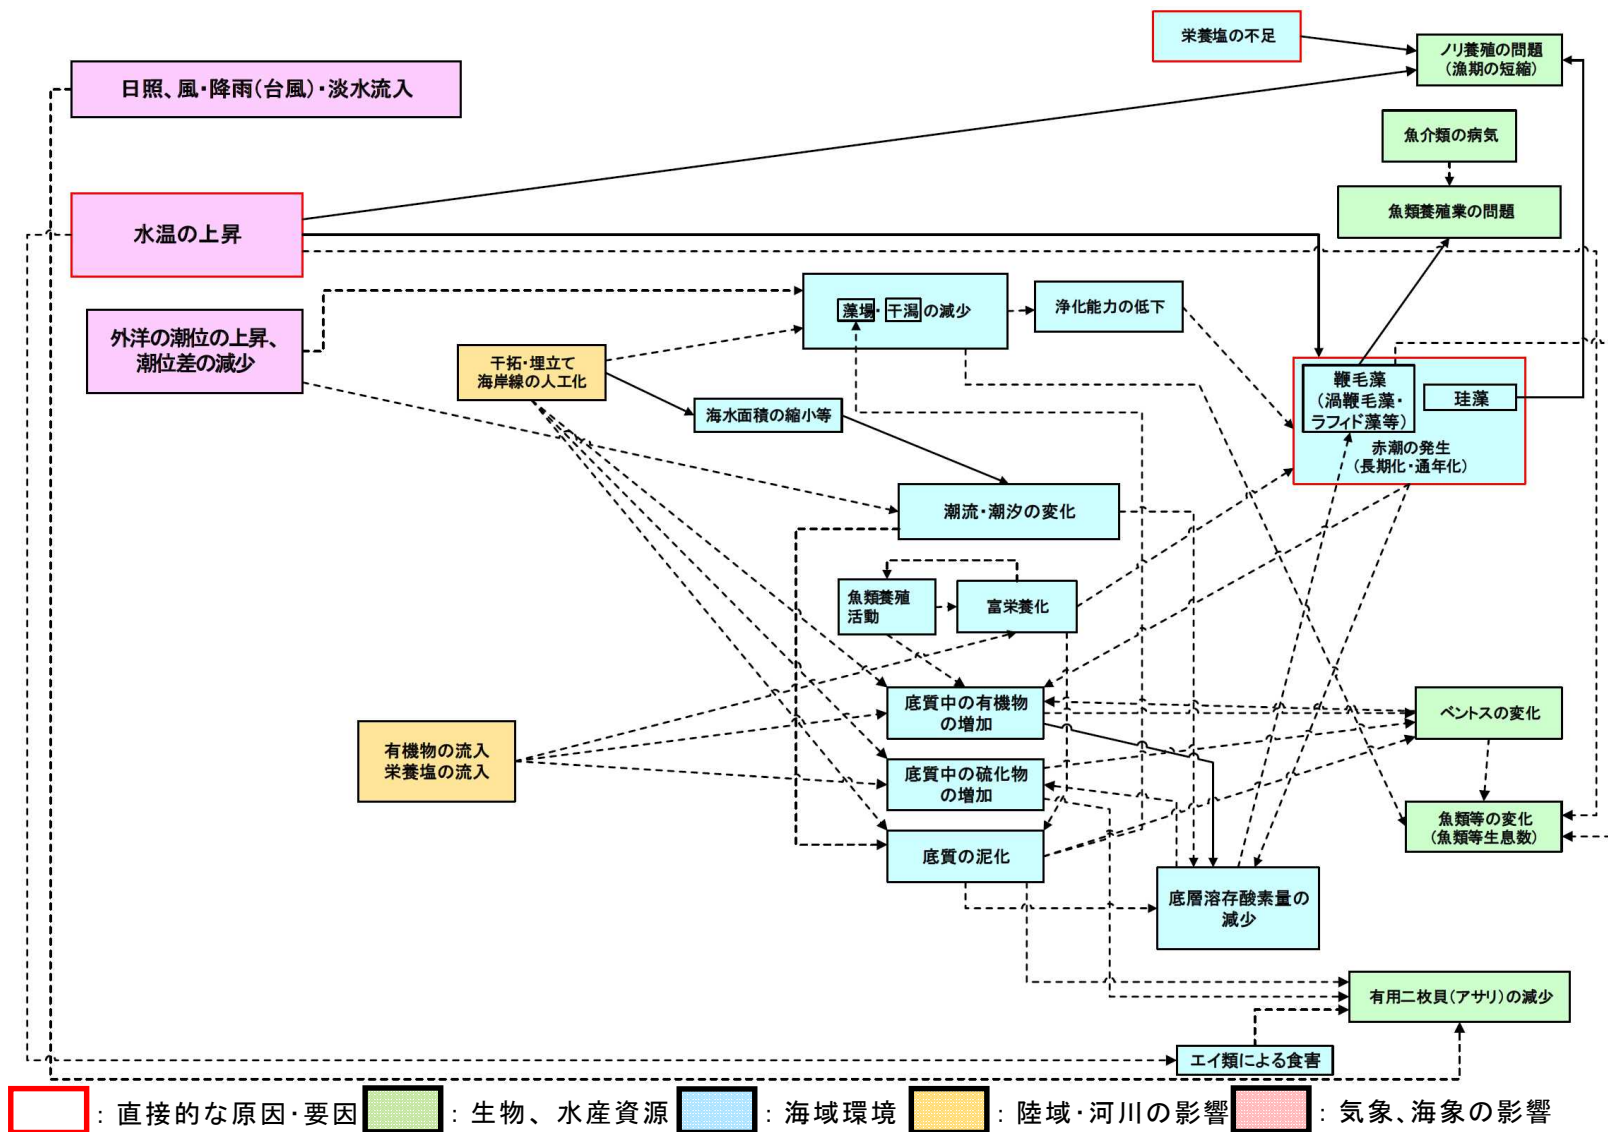 栄養塩の不足
ノリ養殖の問題
(漁期の短縮)
日照、風・降雨(台風)・淡水流入
魚介類の病気
魚類養殖業の問題
水温の上昇
藻場・干潟の減少
浄化能力の低下
外洋の潮位の上昇、
潮位差の減少
干拓・埋立て
海岸線の人工化
鞭毛藻
(渦鞭毛藻・
ラフィド藻等)
珪藻
赤潮の発生
(長期化・通年化)
海水面積の縮小等
潮流・潮汐の変化
魚類養殖
活動
富栄養化
底質中の有機物
の増加
ベントスの変化
有機物の流入
栄養塩の流入
底質中の硫化物
の増加
魚類等の変化
(魚類等生息数)
底質の泥化
底層溶存酸素量の
減少
有用二枚貝(アサリ)の減少
エイ類による食害
：直接的な原因・要因
：生物、水産資源
：海域環境
：陸域・河川の影響
：気象、海象の影響